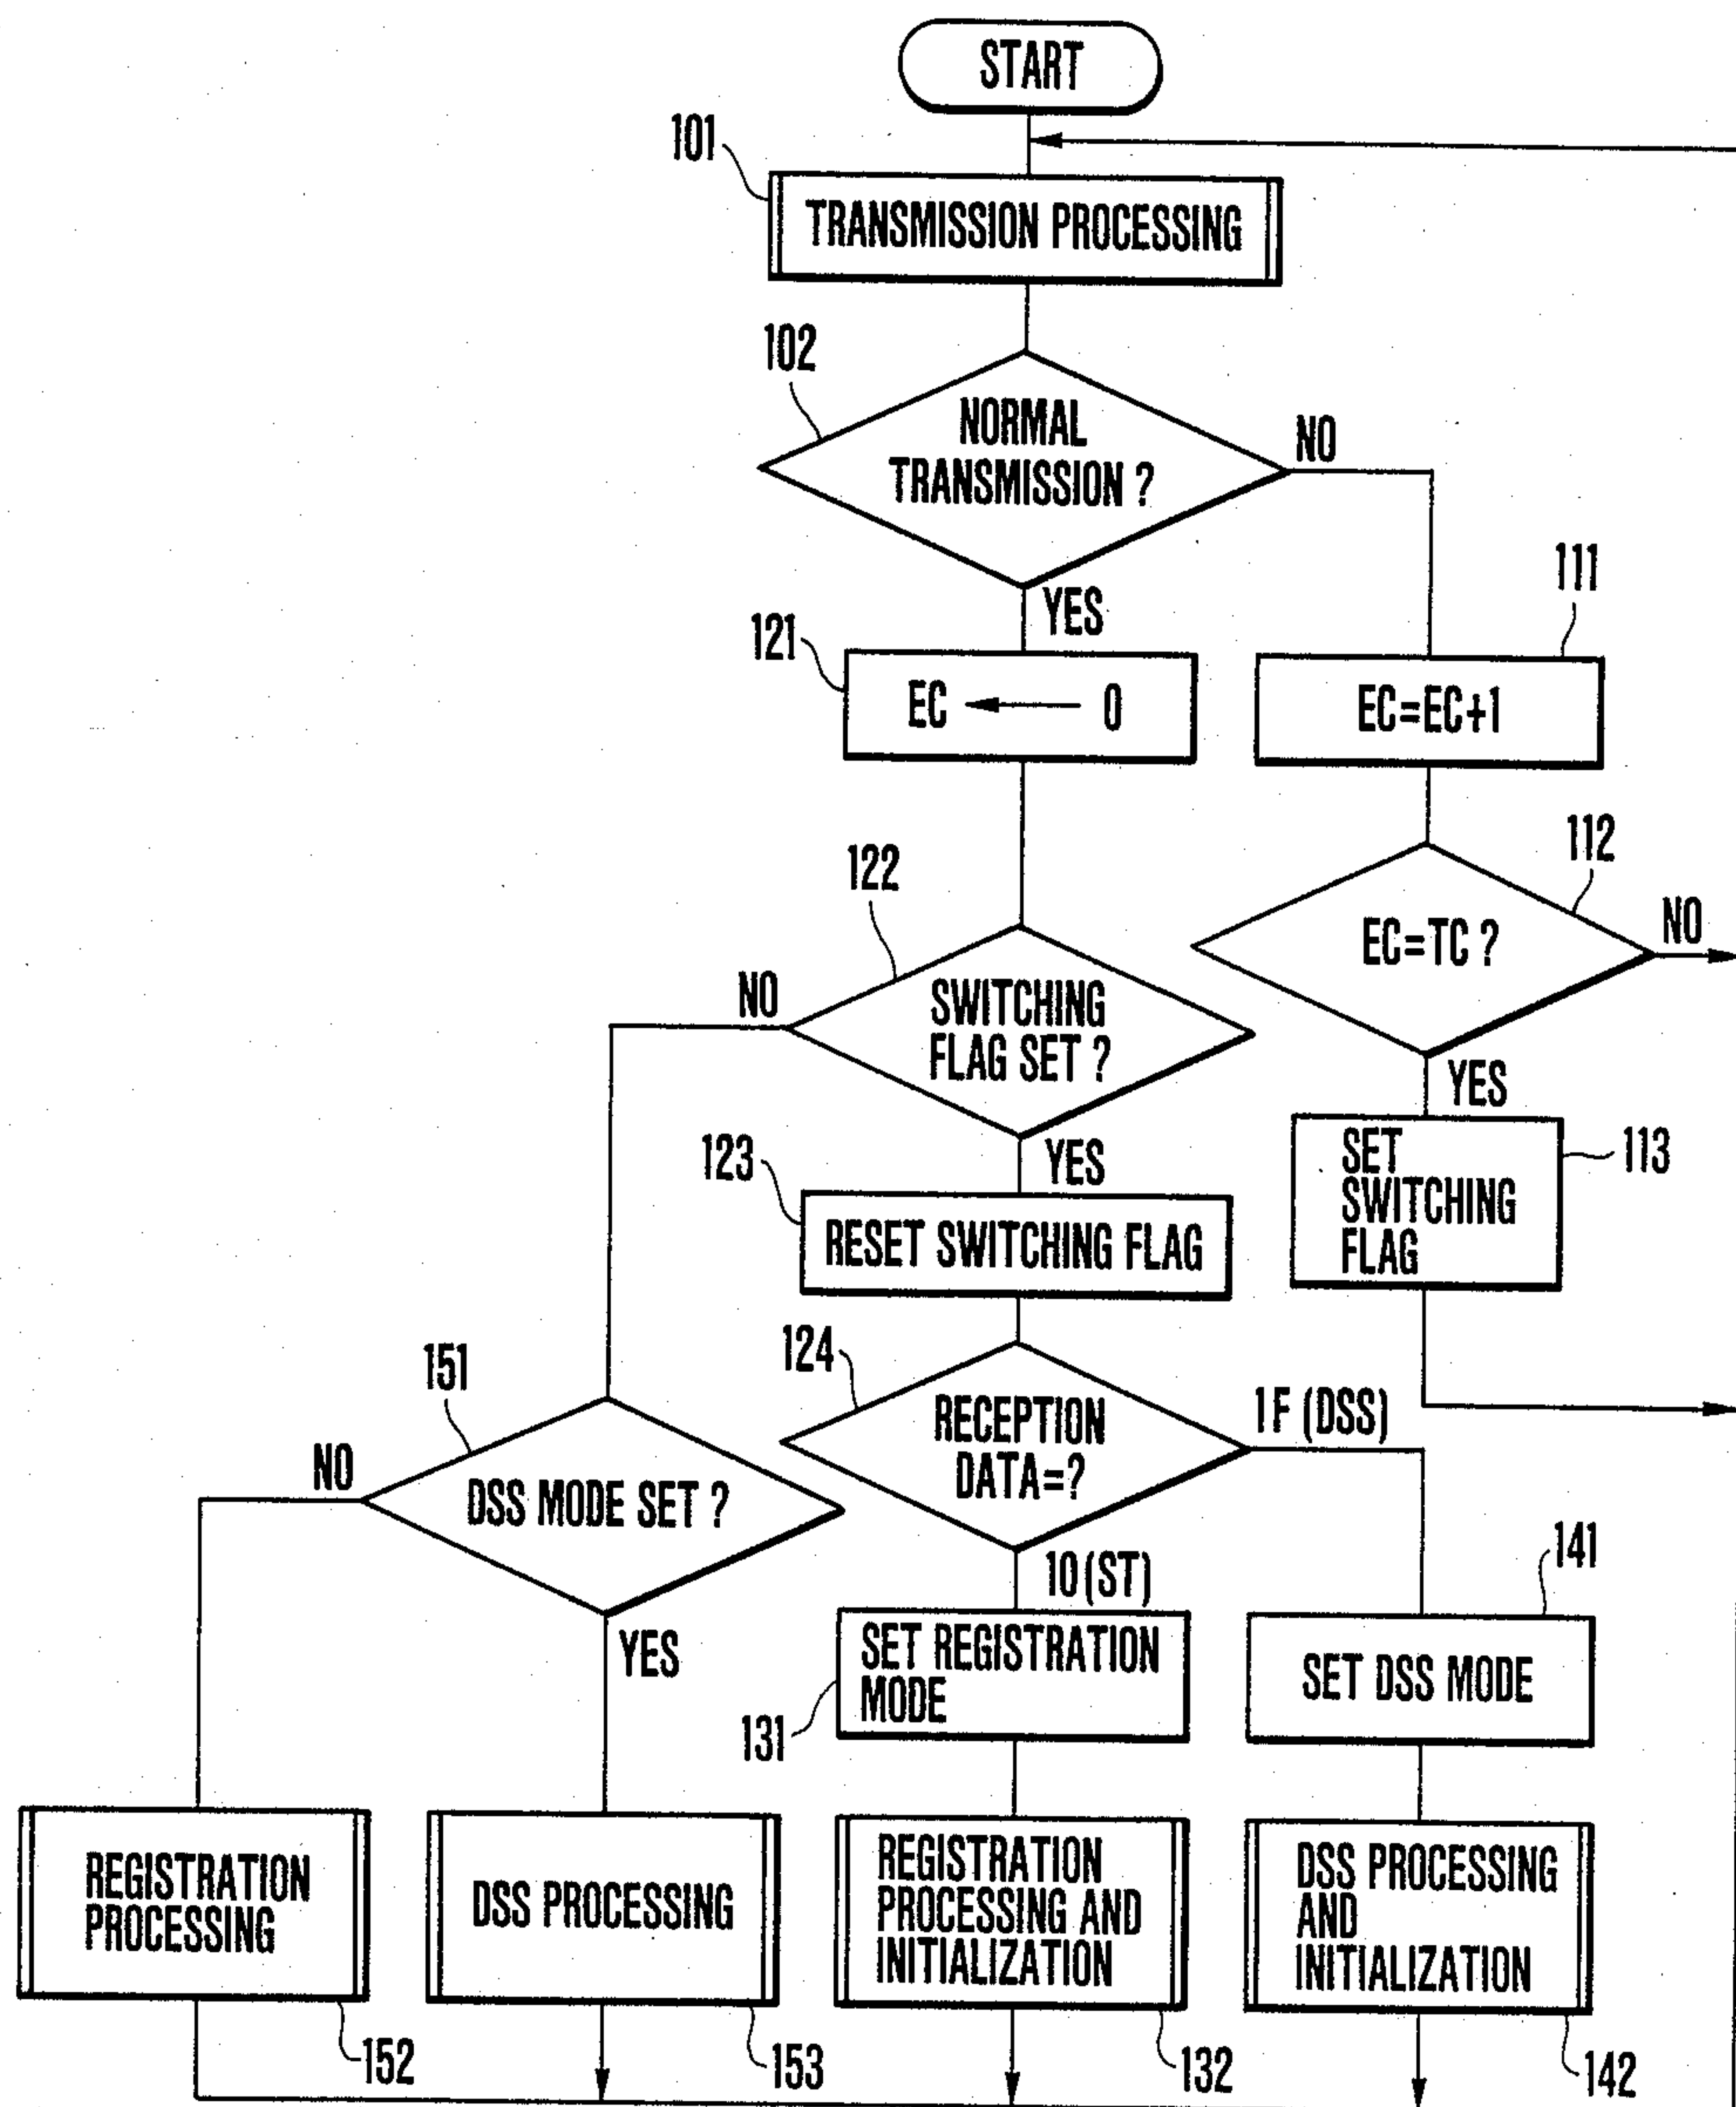 START
101
TRANSMISSION PROCESSING
102
NORMAL
TRANSMISSION ?
NO
YES
111
121
EC ← 0
EC=EC+1
122
112
SWITCHING
FLAG SET ?
NO
EC=TC ?
NO
YES
YES
123
RESET SWITCHING FLAG
SET
SWITCHING
FLAG
113
124
RECEPTION
DATA=?
1F (DSS)
10 (ST)
151
DSS MODE SET ?
NO
YES
131
SET REGISTRATION
MODE
141
SET DSS MODE
REGISTRATION
PROCESSING
DSS PROCESSING
REGISTRATION
PROCESSING AND
INITIALIZATION
DSS PROCESSING
AND
INITIALIZATION
152
153
132
142